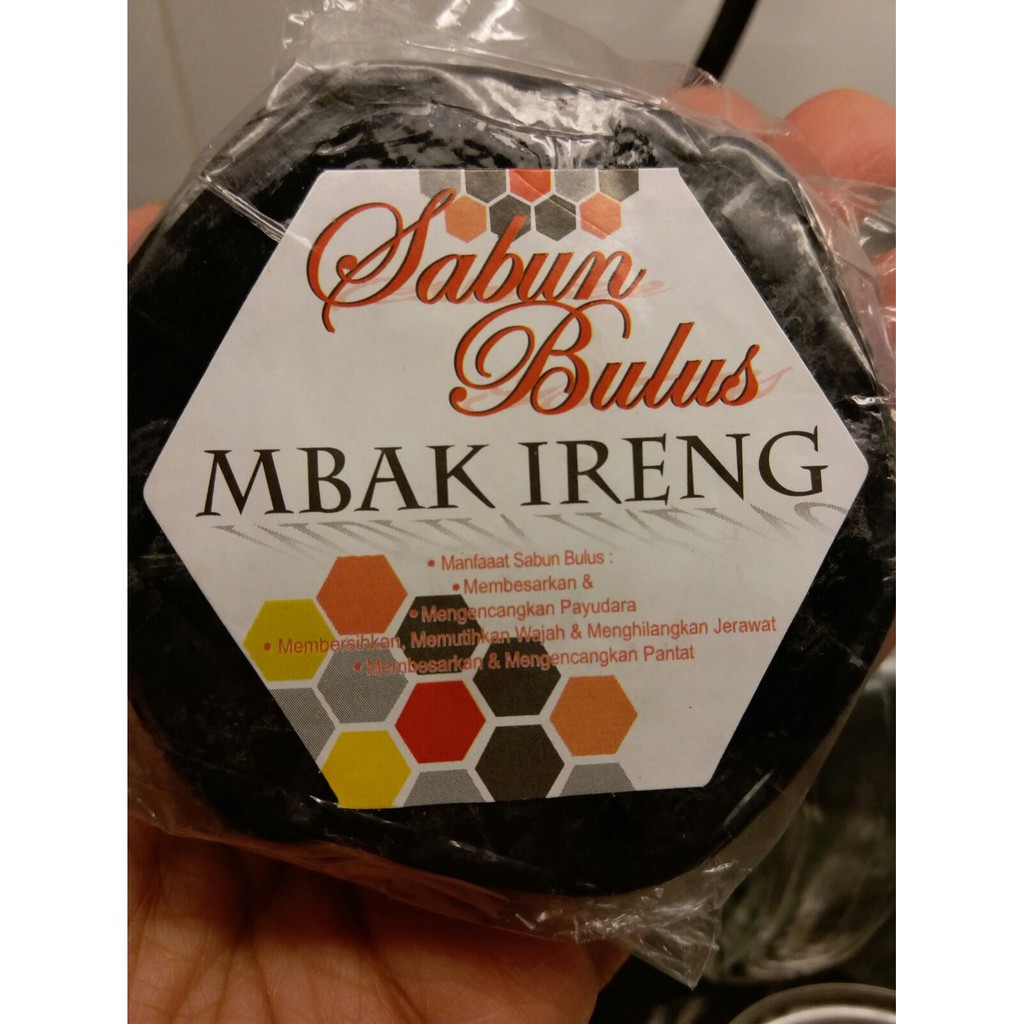 Sabun
Bulus
MBAK IRENG
• Manfaaat Sabun Bulus :
• Membesarkan &
• Mengencangkan Payudara
• Membersihkan, Memutihkan Wajah & Menghilangkan Jerawat
• Membesarkan & Mengencangkan Pantat